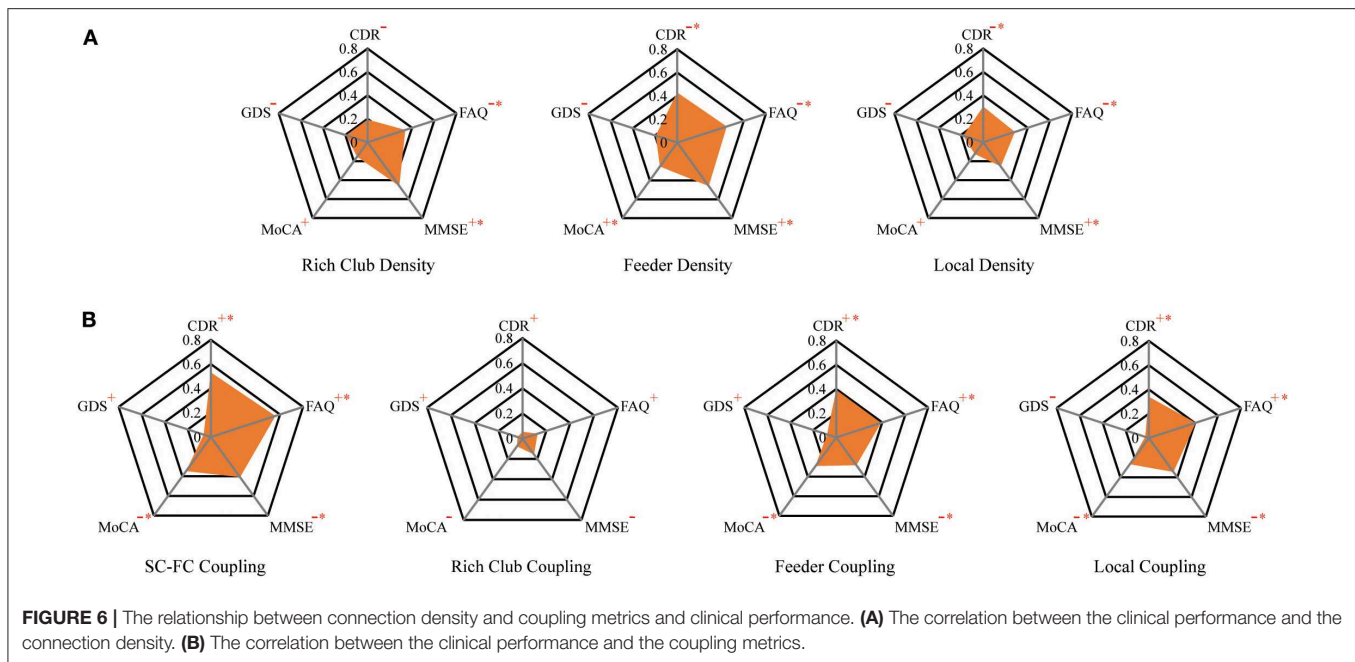 A
CDR-
0.8
0.6
0.4
0.2
0
GDS-
FAQ-*
MoCA+
MMSE+*
Rich Club Density
CDR-*
0.8
0.6
0.4
0.2
0
GDS-
FAQ-*
MoCA+*
MMSE+*
Feeder Density
CDR-*
0.8
0.6
0.4
0.2
0
GDS-
FAQ-*
MoCA+
MMSE+*
Local Density
B
CDR+*
0.8
0.6
0.4
0.2
0
GDS+
FAQ+*
MoCA-*
MMSE-*
SC-FC Coupling
CDR+
0.8
0.6
0.4
0.2
0
GDS+
FAQ+
MoCA-
MMSE-
Rich Club Coupling
CDR+*
0.8
0.6
0.4
0.2
0
GDS+
FAQ+*
MoCA-*
MMSE-*
Feeder Coupling
CDR+*
0.8
0.6
0.4
0.2
0
GDS-
FAQ+*
MoCA-*
MMSE-*
Local Coupling
FIGURE 6 | The relationship between connection density and coupling metrics and clinical performance. (A) The correlation between the clinical performance and the
connection density. (B) The correlation between the clinical performance and the coupling metrics.